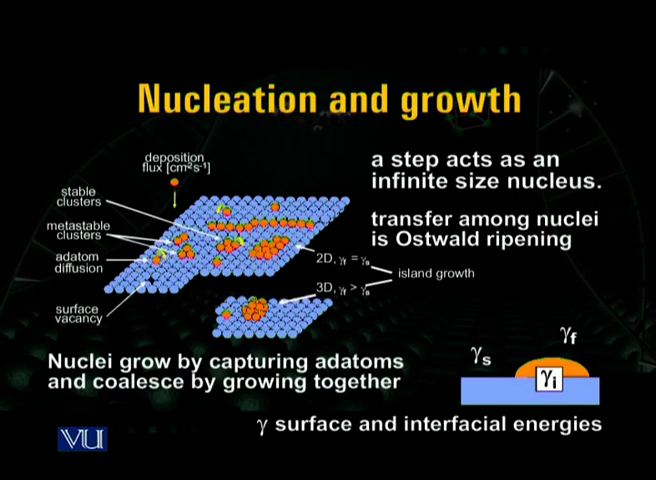 Nucleation and growth
deposition
flux [cm²s⁻¹]
stable
clusters
metastable
clusters
adatom
diffusion
surface
vacancy
a step acts as an
infinite size nucleus.
transfer among nuclei
is Ostwald ripening
2D, γf = γs
3D, γf > γs
island growth
Nuclei grow by capturing adatoms
and coalesce by growing together
γs
γf
γi
γ surface and interfacial energies
VU